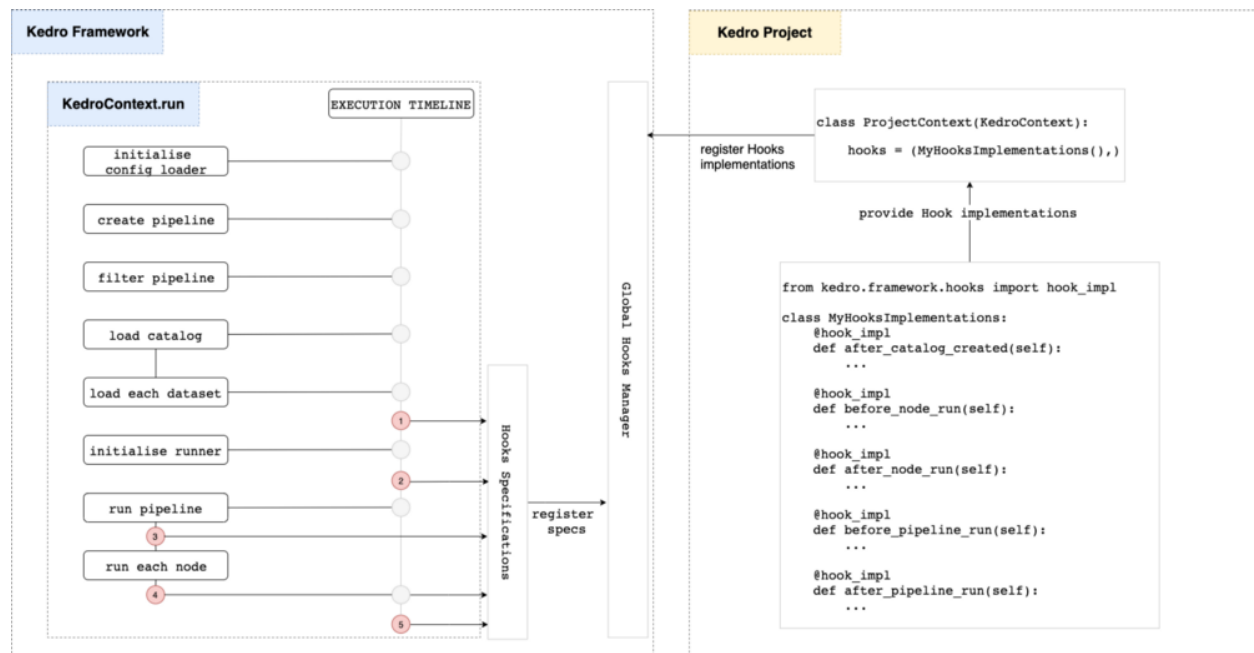 Kedro Framework
KedroContext.run
EXECUTION TIMELINE
initialise
config loader
create pipeline
filter pipeline
load catalog
load each dataset
1
initialise runner
2
run pipeline
3
run each node
4
5
Hooks Specifications
register
specs
Global Hooks Manager
Kedro Project
register Hooks
implementations
class ProjectContext(KedroContext):
hooks = (MyHooksImplementations(),)
provide Hook implementations
from kedro.framework.hooks import hook_impl
class MyHooksImplementations:
@hook_impl
def after_catalog_created(self):
...
@hook_impl
def before_node_run(self):
...
@hook_impl
def after_node_run(self):
...
@hook_impl
def before_pipeline_run(self):
...
@hook_impl
def after_pipeline_run(self):
...